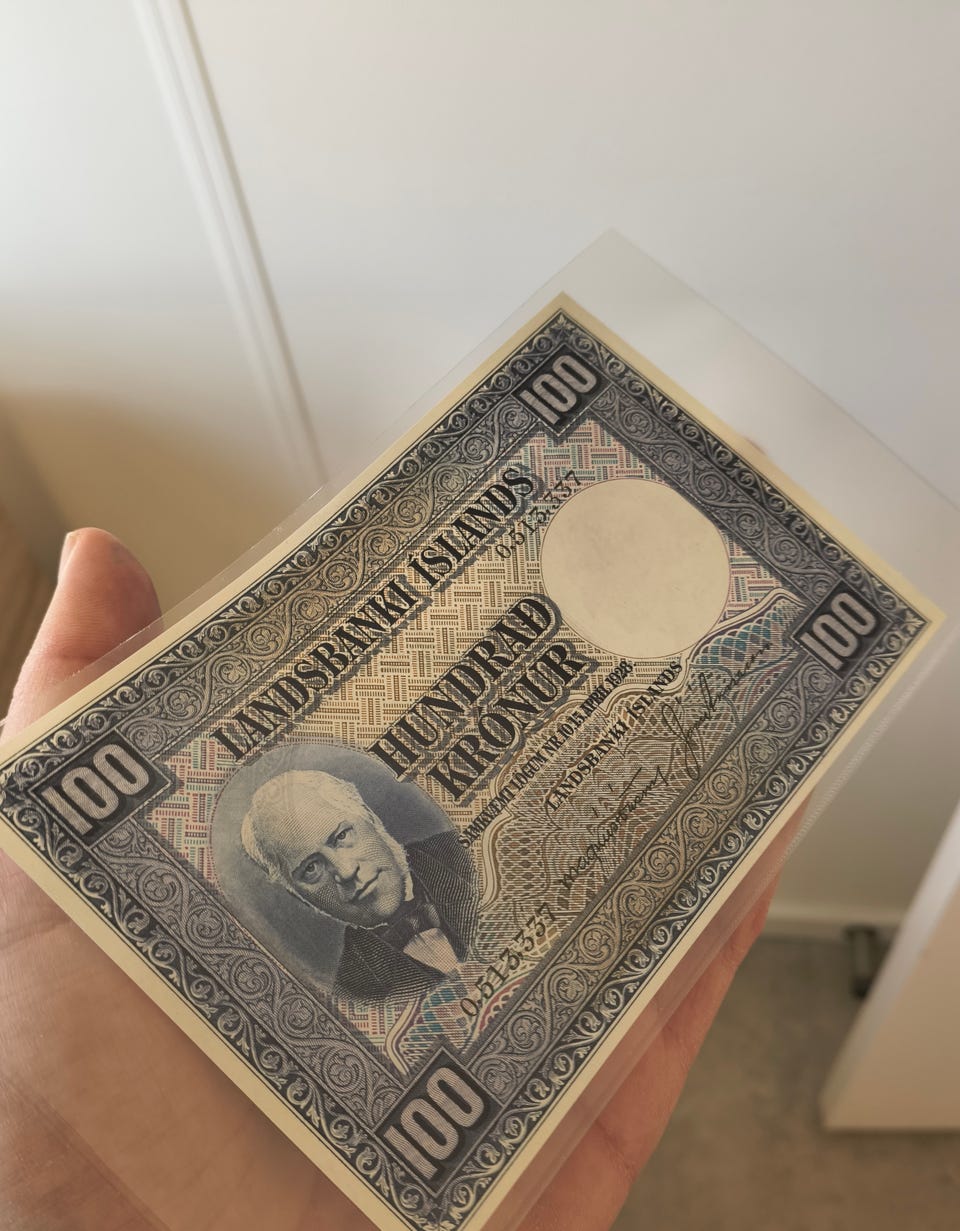 100
100
LANDSBANKI ÍSLANDS
0.513.337
HUNDRAÐ
KRÓNUR
SAMKVÆMT LÖGUM NR. 10 15. APRIL 1928.
LANDSBANKI ÍSLANDS
0.513.337
100
100